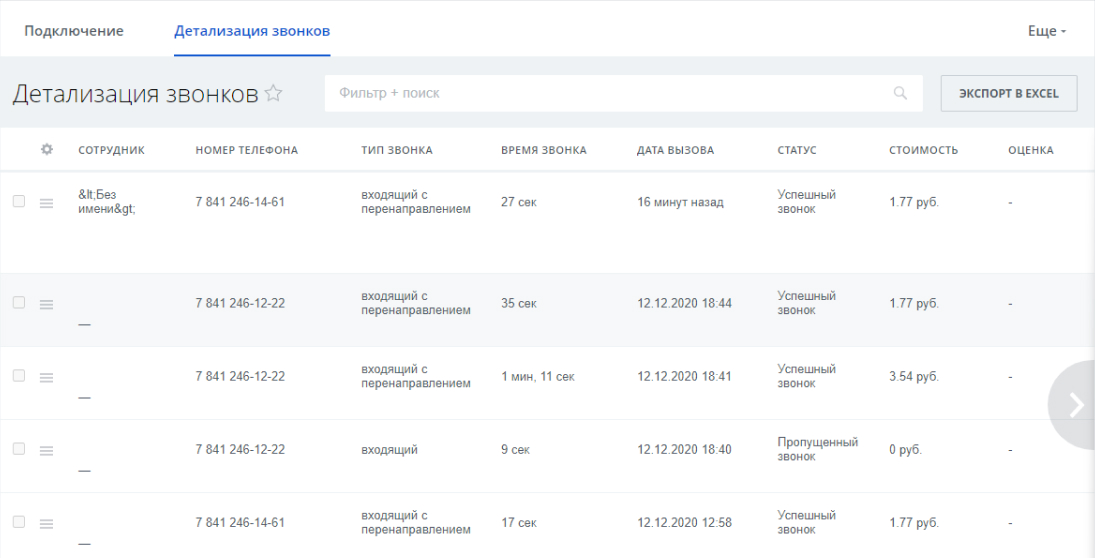 Подключение Детализация звонков Еще
Детализация звонков Фильтр + поиск ЭКСПОРТ В EXCEL
СОТРУДНИК НОМЕР ТЕЛЕФОНА ТИП ЗВОНКА ВРЕМЯ ЗВОНКА ДАТА ВЫЗОВА СТАТУС СТОИМОСТЬ ОЦЕНКА
&lt;Без имени&gt; 7 841 246-14-61 входящий с перенаправлением 27 сек 16 минут назад Успешный звонок 1.77 руб. -
— 7 841 246-12-22 входящий с перенаправлением 35 сек 12.12.2020 18:44 Успешный звонок 1.77 руб. -
— 7 841 246-12-22 входящий с перенаправлением 1 мин, 11 сек 12.12.2020 18:41 Успешный звонок 3.54 руб. -
— 7 841 246-12-22 входящий 9 сек 12.12.2020 18:40 Пропущенный звонок 0 руб. -
— 7 841 246-14-61 входящий с перенаправлением 17 сек 12.12.2020 12:58 Успешный звонок 1.77 руб. -